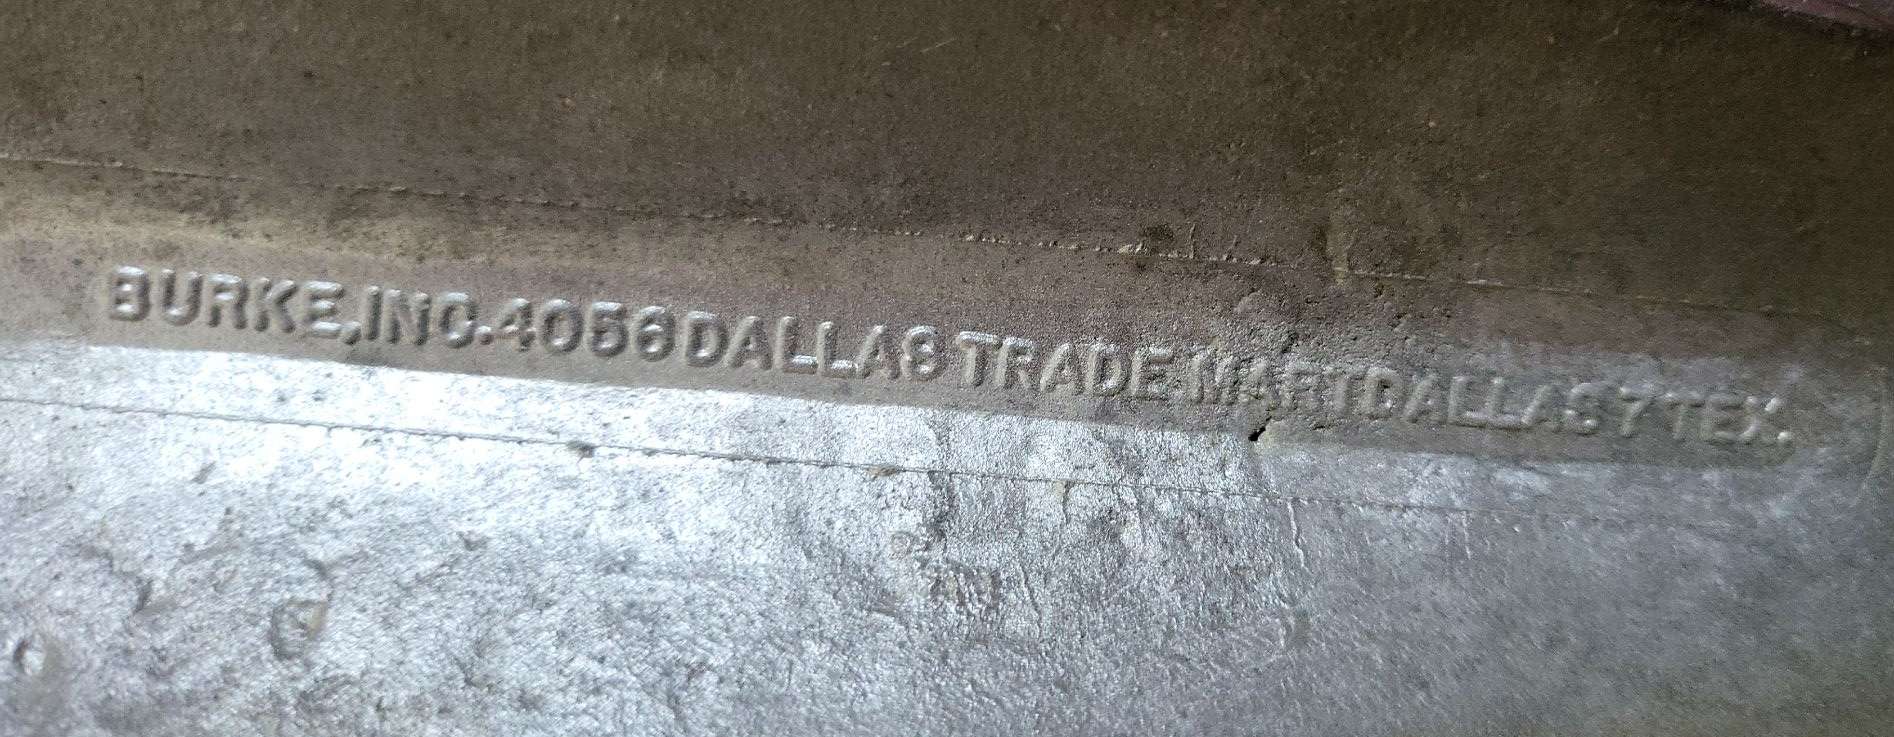 BURKE, INC. 4056 DALLAS TRADE MART DALLAS 7 TEX.